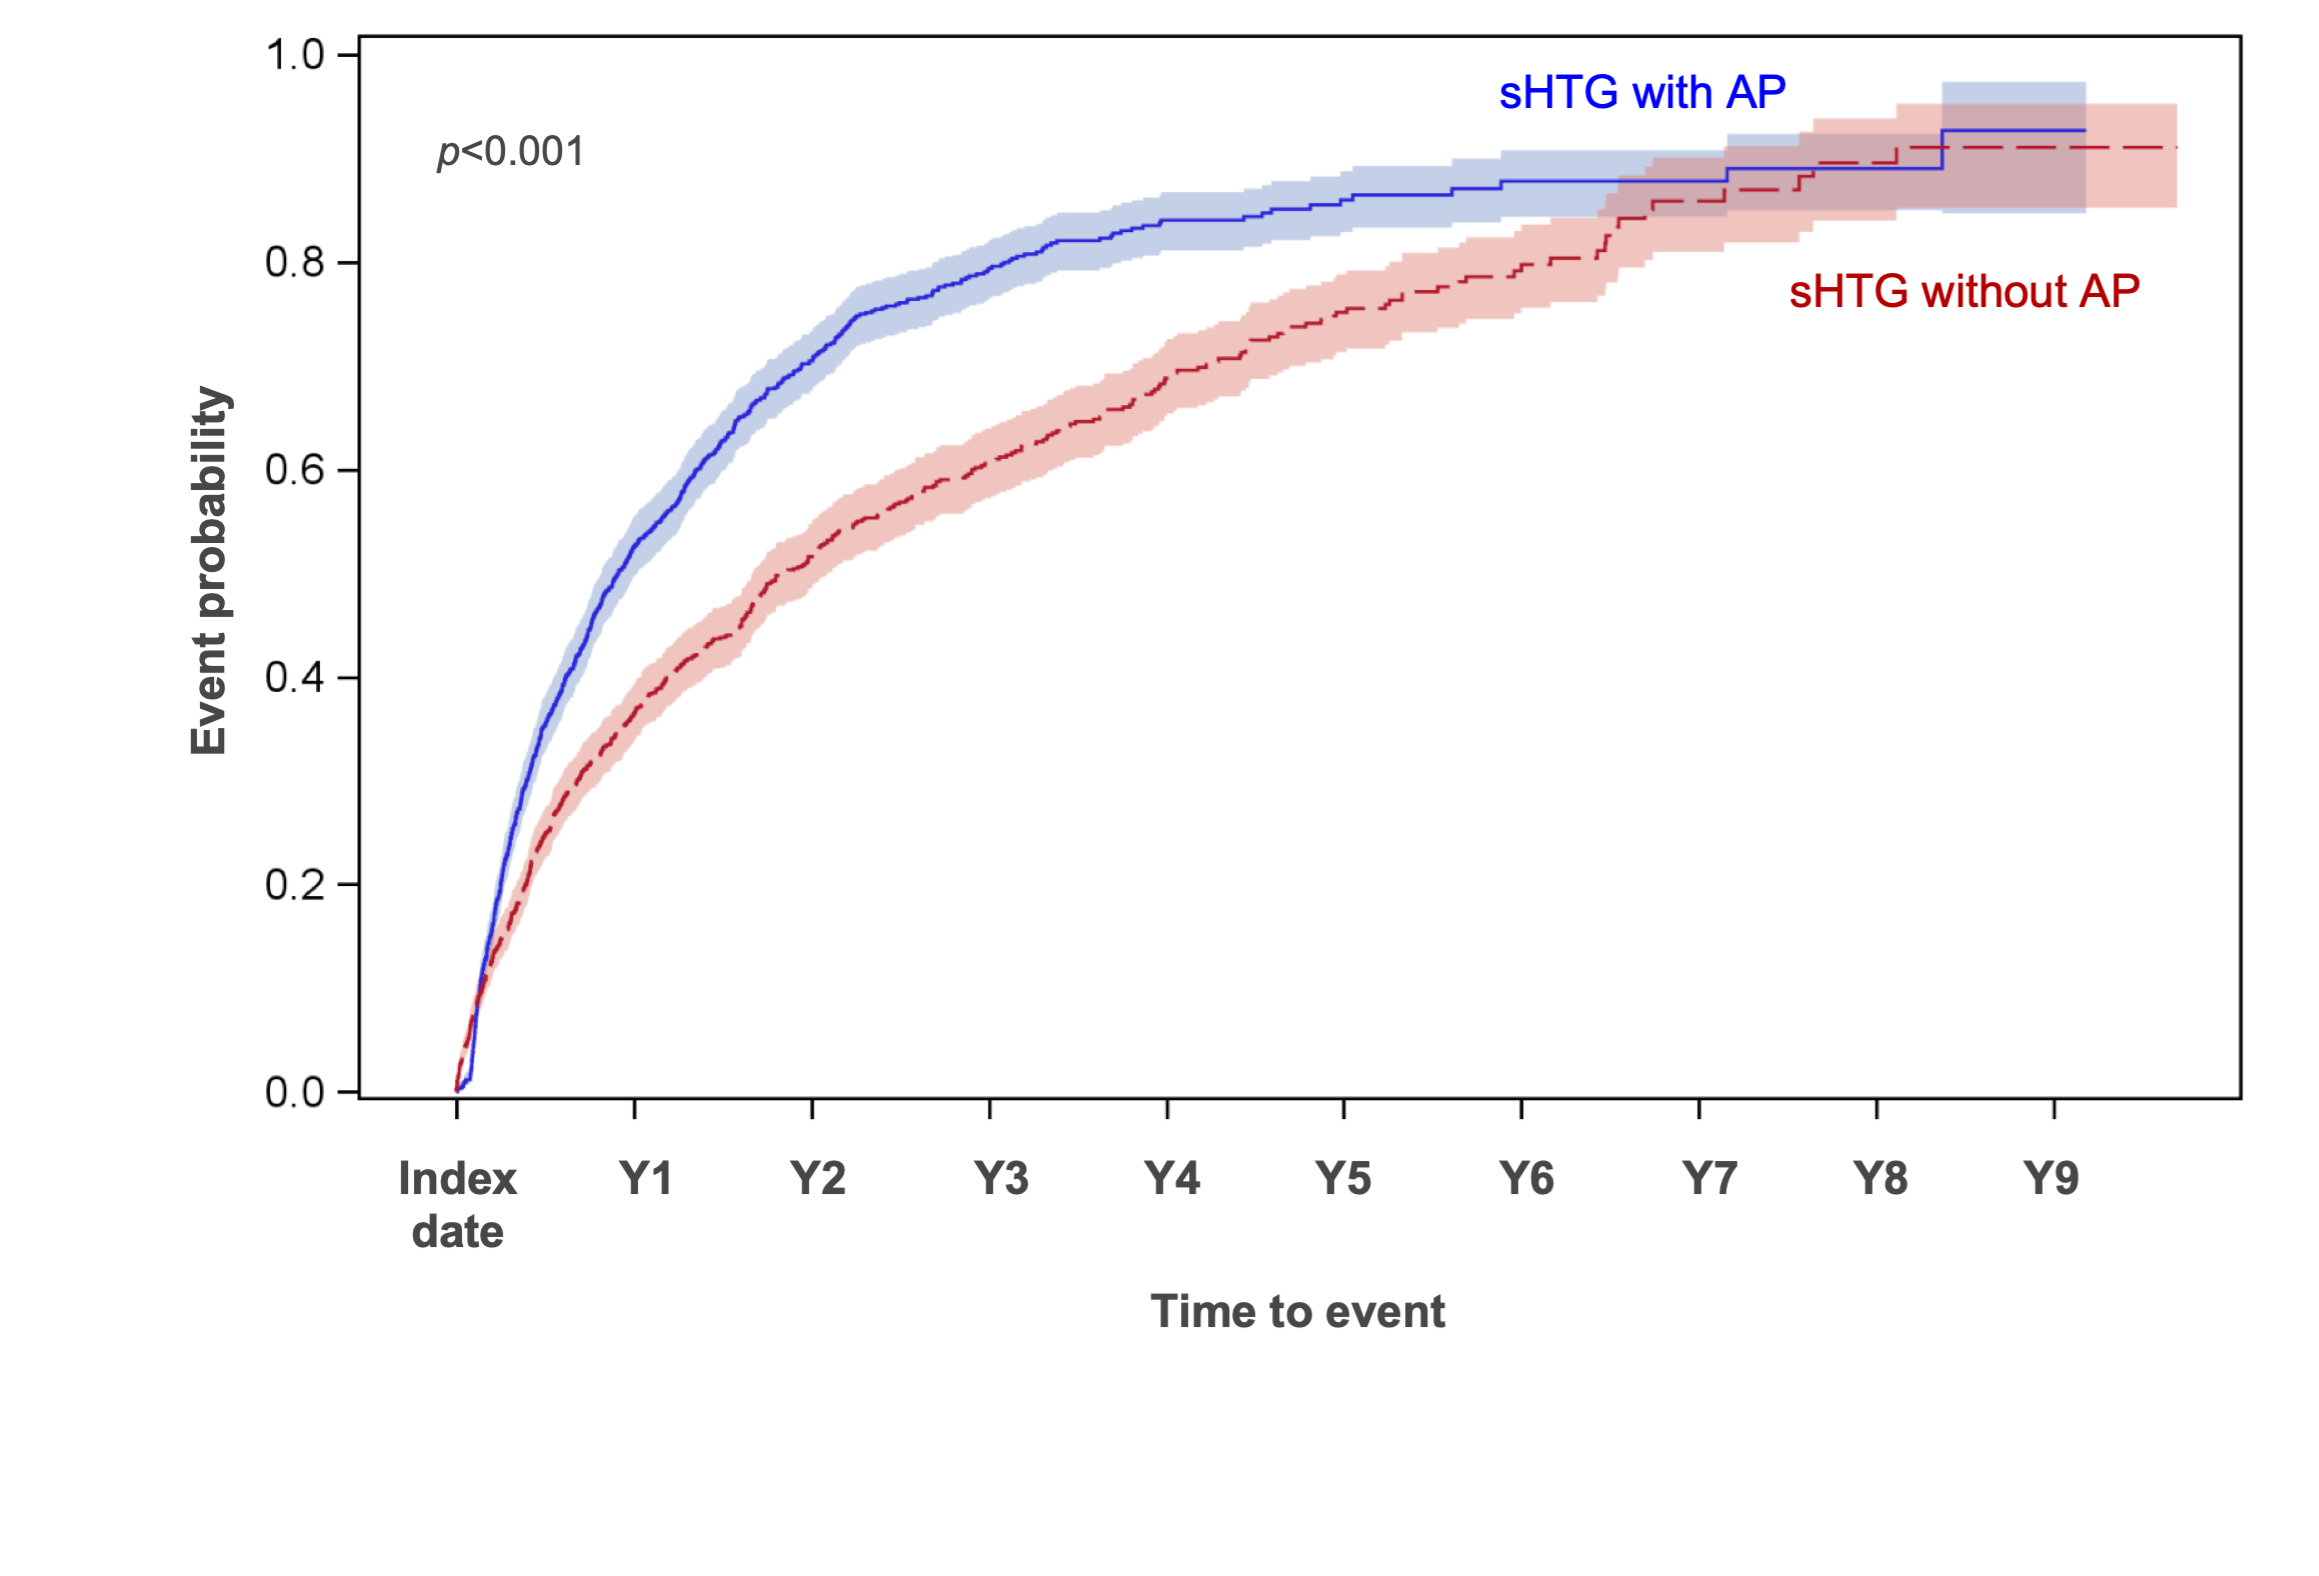 1.0
sHTG with AP
p<0.001
0.8
sHTG without AP
Event probability
0.6
0.4
0.2
0.0
Index date
Y1
Y2
Y3
Y4
Y5
Y6
Y7
Y8
Y9
Time to event